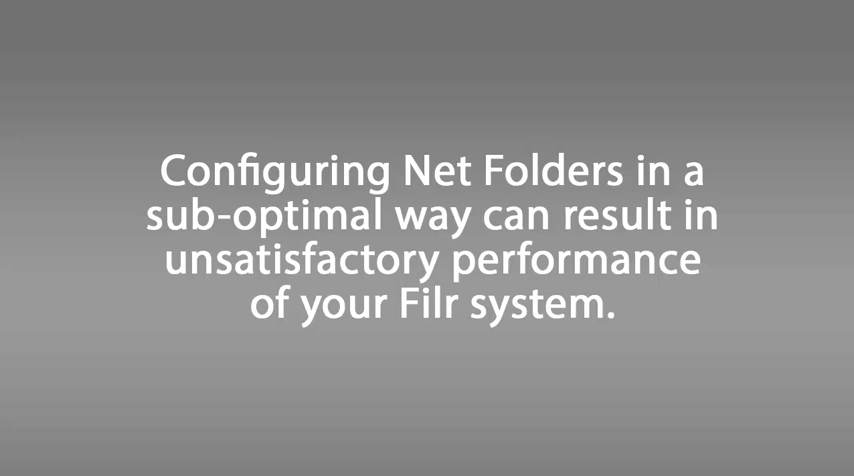 Configuring Net Folders in a
sub-optimal way can result in
unsatisfactory performance
of your Filr system.